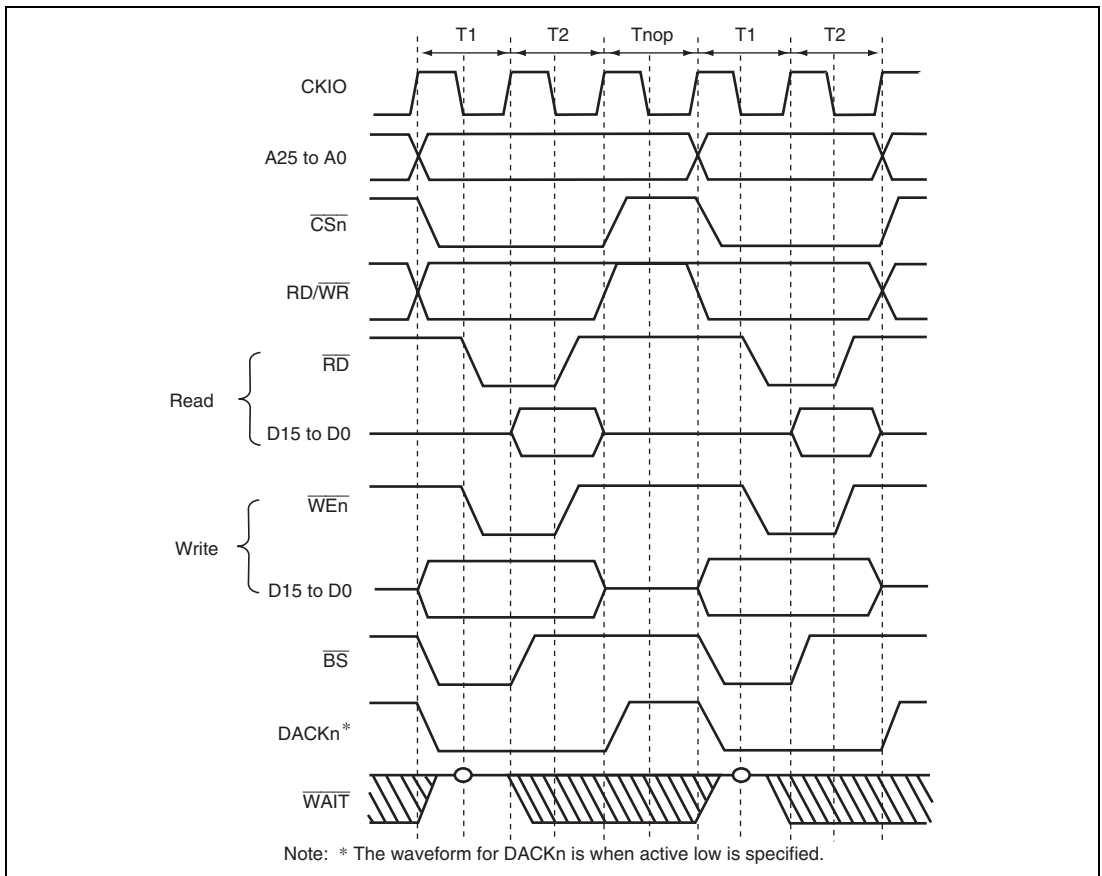 T1 T2 Tnop T1 T2
CKIO
A25 to A0
CSn
RD/WR
RD
Read
D15 to D0
WEn
Write
D15 to D0
BS
DACKn*
WAIT
Note: * The waveform for DACKn is when active low is specified.